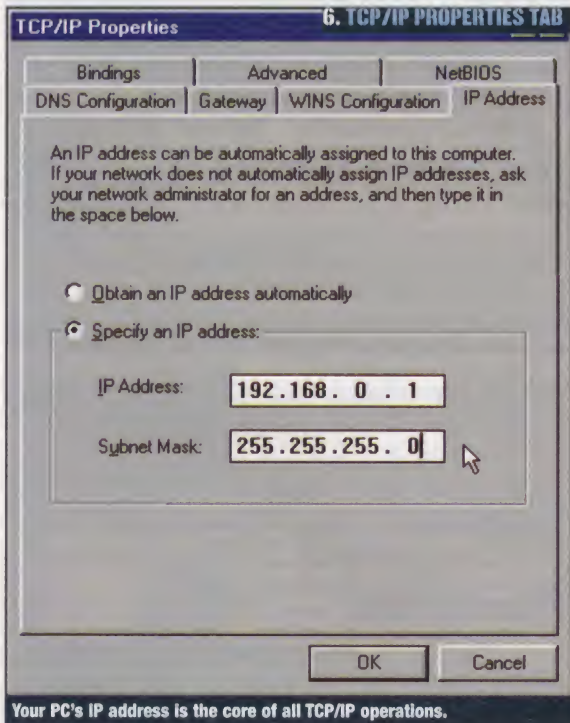 6. TCP/IP PROPERTIES TAB
TCP/IP Properties
Bindings
Advanced
NetBIOS
DNS Configuration
Gateway
WINS Configuration
IP Address
An IP address can be automatically assigned to this computer.
If your network does not automatically assign IP addresses, ask
your network administrator for an address, and then type it in
the space below.
Obtain an IP address automatically
Specify an IP address:
IP Address:
192.168. 0 . 1
Subnet Mask:
255.255.255. 0
OK
Cancel
Your PC's IP address is the core of all TCP/IP operations.